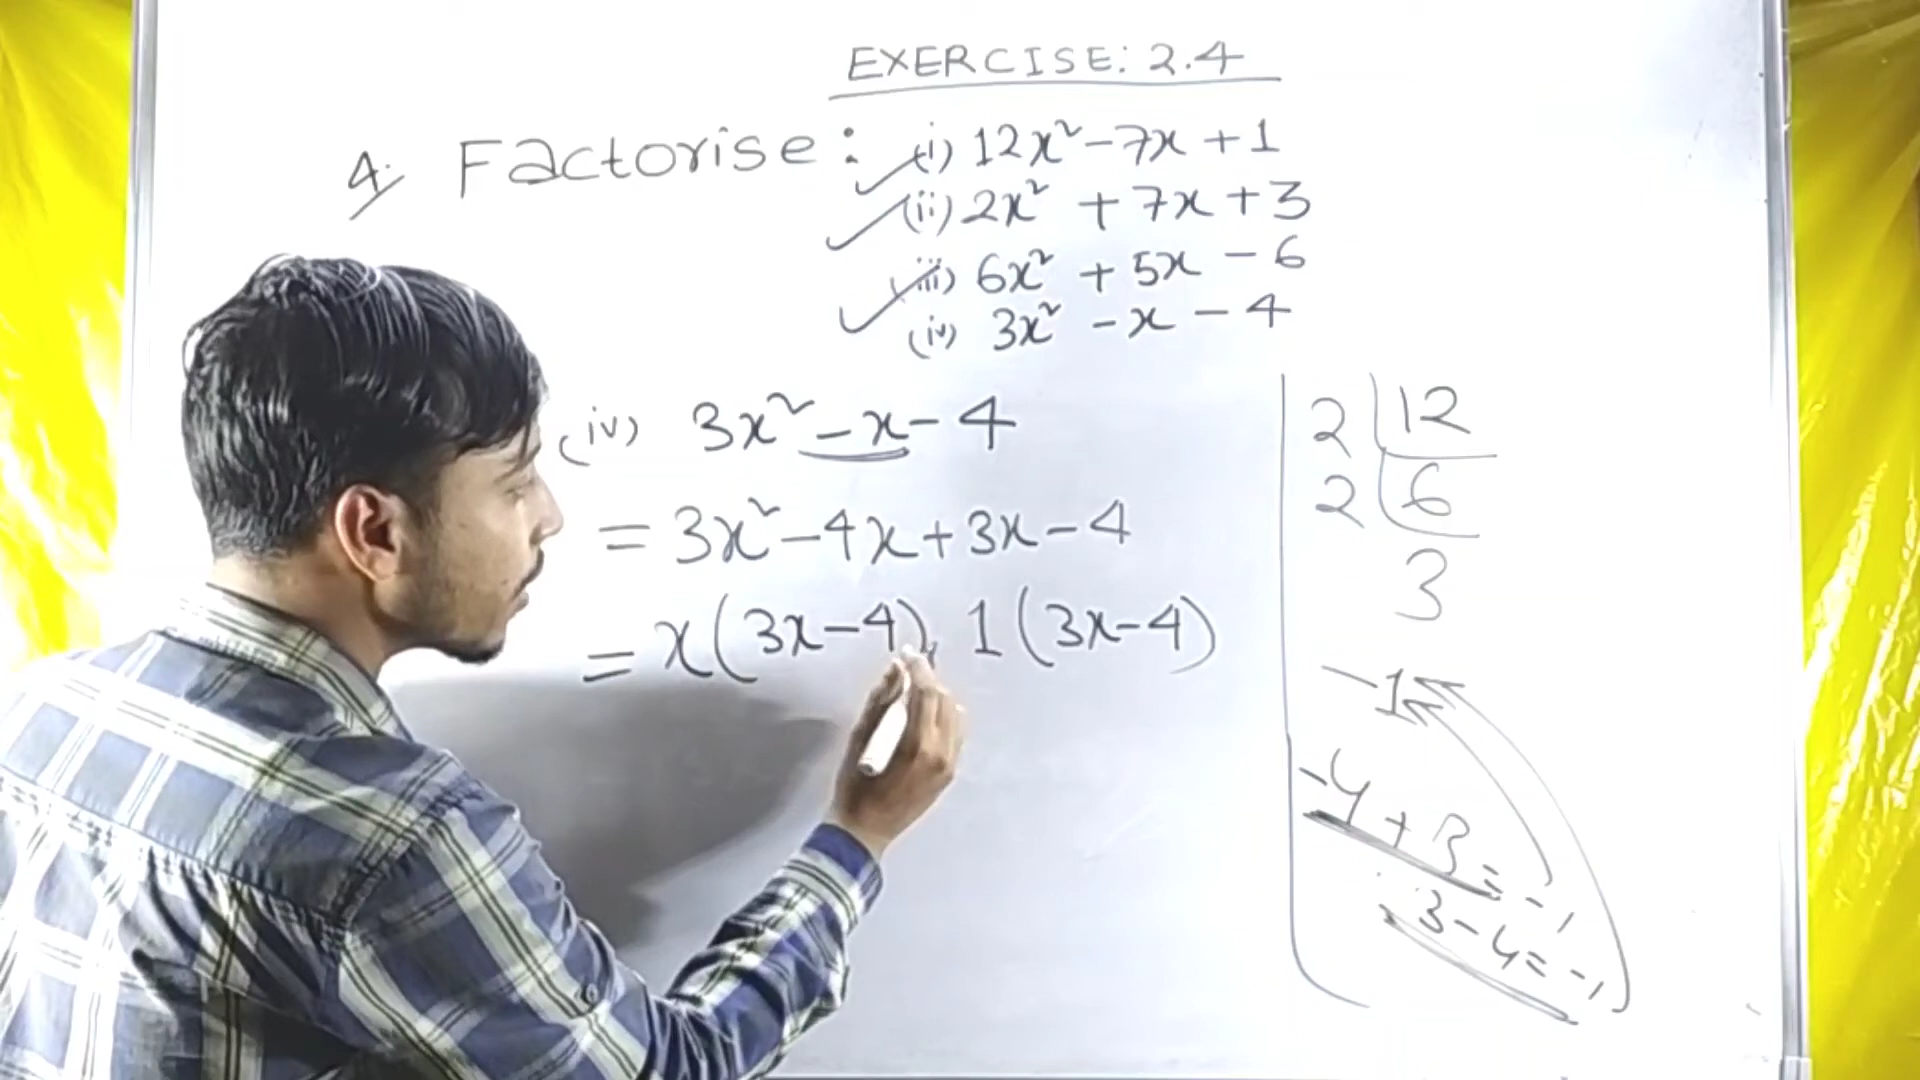 EXERCISE: 2.4
4. Factorise: (i) 12x² - 7x + 1
(ii) 2x² + 7x + 3
(iii) 6x² + 5x - 6
(iv) 3x² - x - 4
(iv) 3x² - x - 4
= 3x² - 4x + 3x - 4
= x(3x - 4) 1(3x - 4)
2 | 12
2 | 6
3
-1
-4 + 3 = -1
3 - 4 = -1